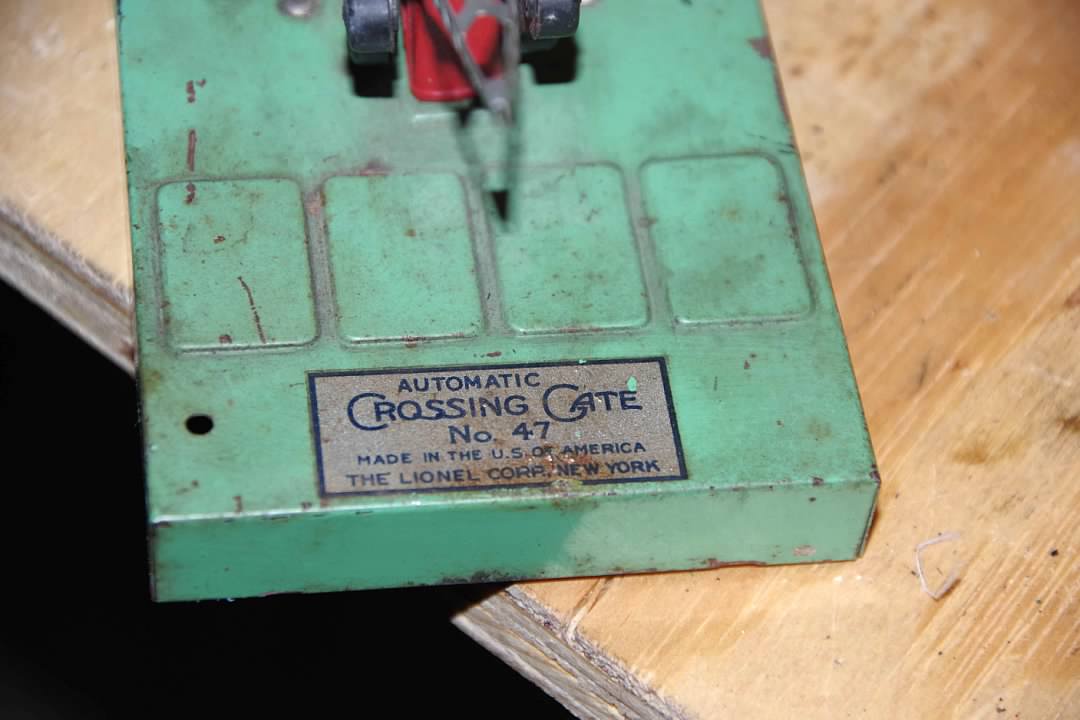 AUTOMATIC
CROSSING GATE
No. 47
MADE IN THE U.S. OF AMERICA
THE LIONEL CORP., NEW YORK